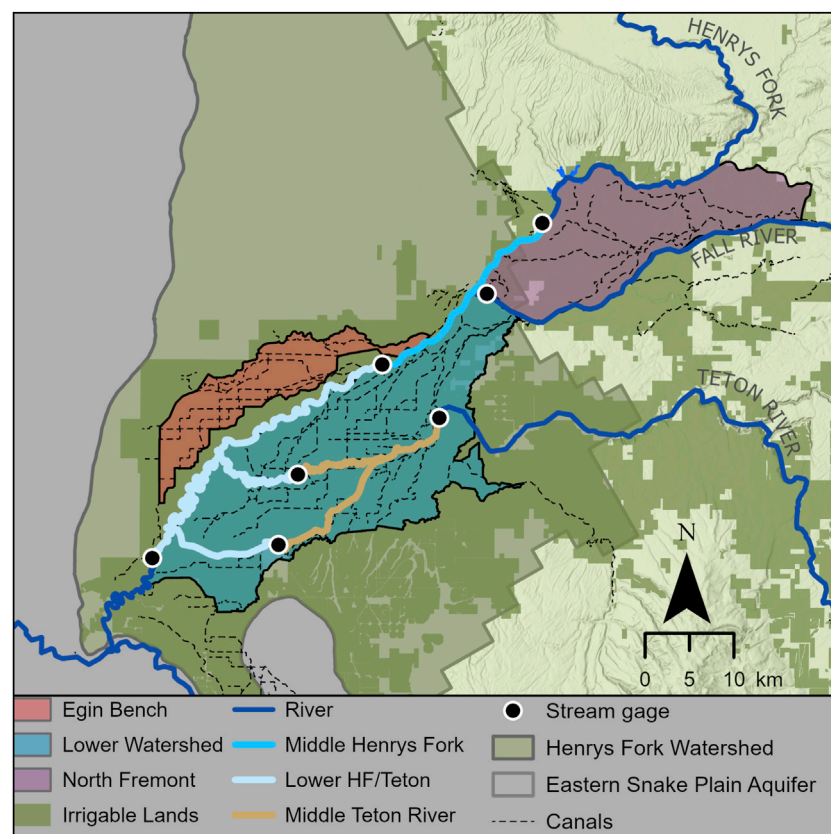 HENRYS FORK
FALL RIVER
TETON RIVER
N
0 5 10 km
Egin Bench
River
Stream gage
Lower Watershed
Middle Henrys Fork
Henrys Fork Watershed
North Fremont
Lower HF/Teton
Eastern Snake Plain Aquifer
Irrigable Lands
Middle Teton River
Canals